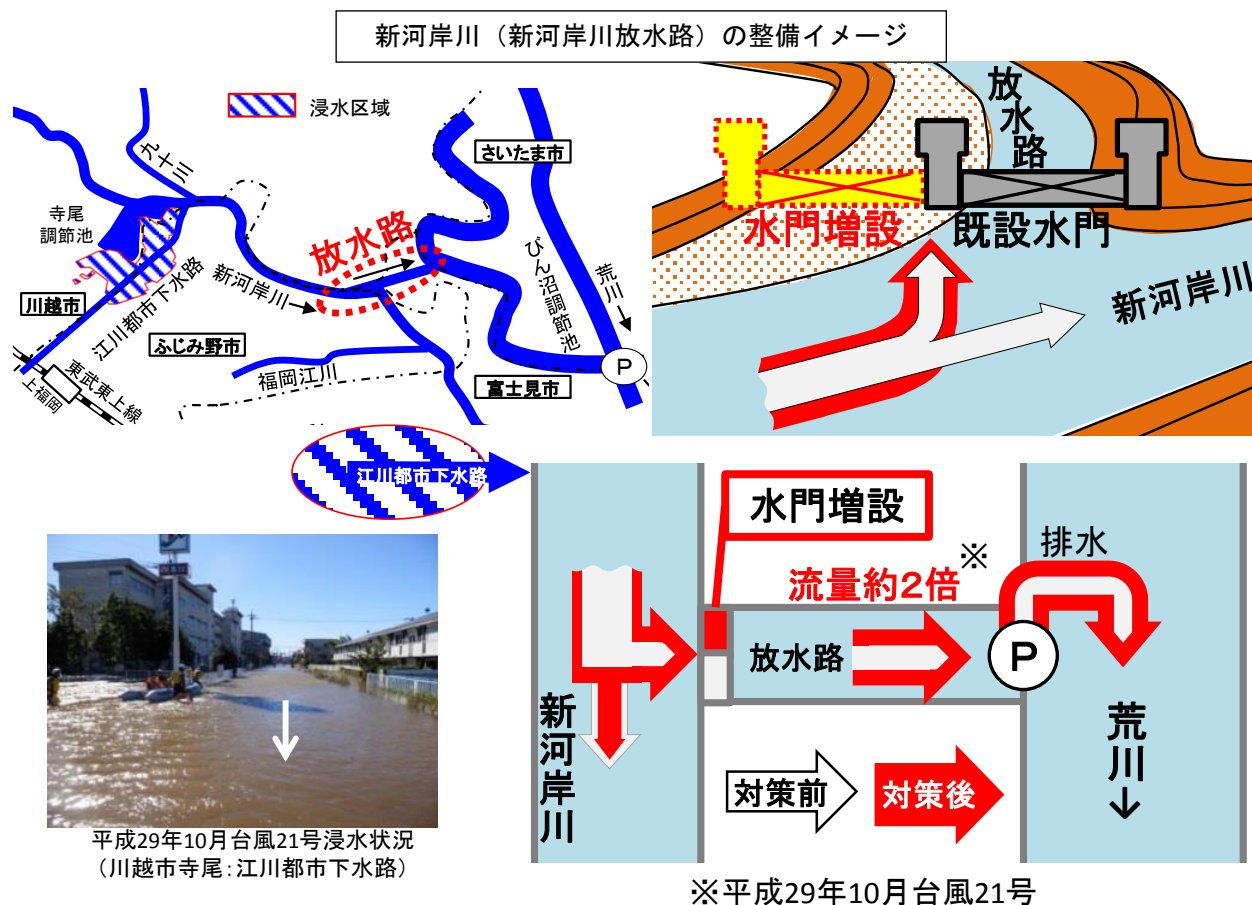 新河岸川（新河岸川放水路）の整備イメージ
浸水区域
九十川
さいたま市
寺尾
調節池
放水路
新河岸川
びん沼調節池
荒川
川越市
江川都市下水路
ふじみ野市
福岡江川
富士見市
P
東武東上線
上福岡
放水路
水門増設
既設水門
新河岸川
江川都市下水路
水門増設
排水
流量約2倍※
放水路
P
新河岸川
荒川
対策前
対策後
平成29年10月台風21号浸水状況
（川越市寺尾：江川都市下水路）
※平成29年10月台風21号